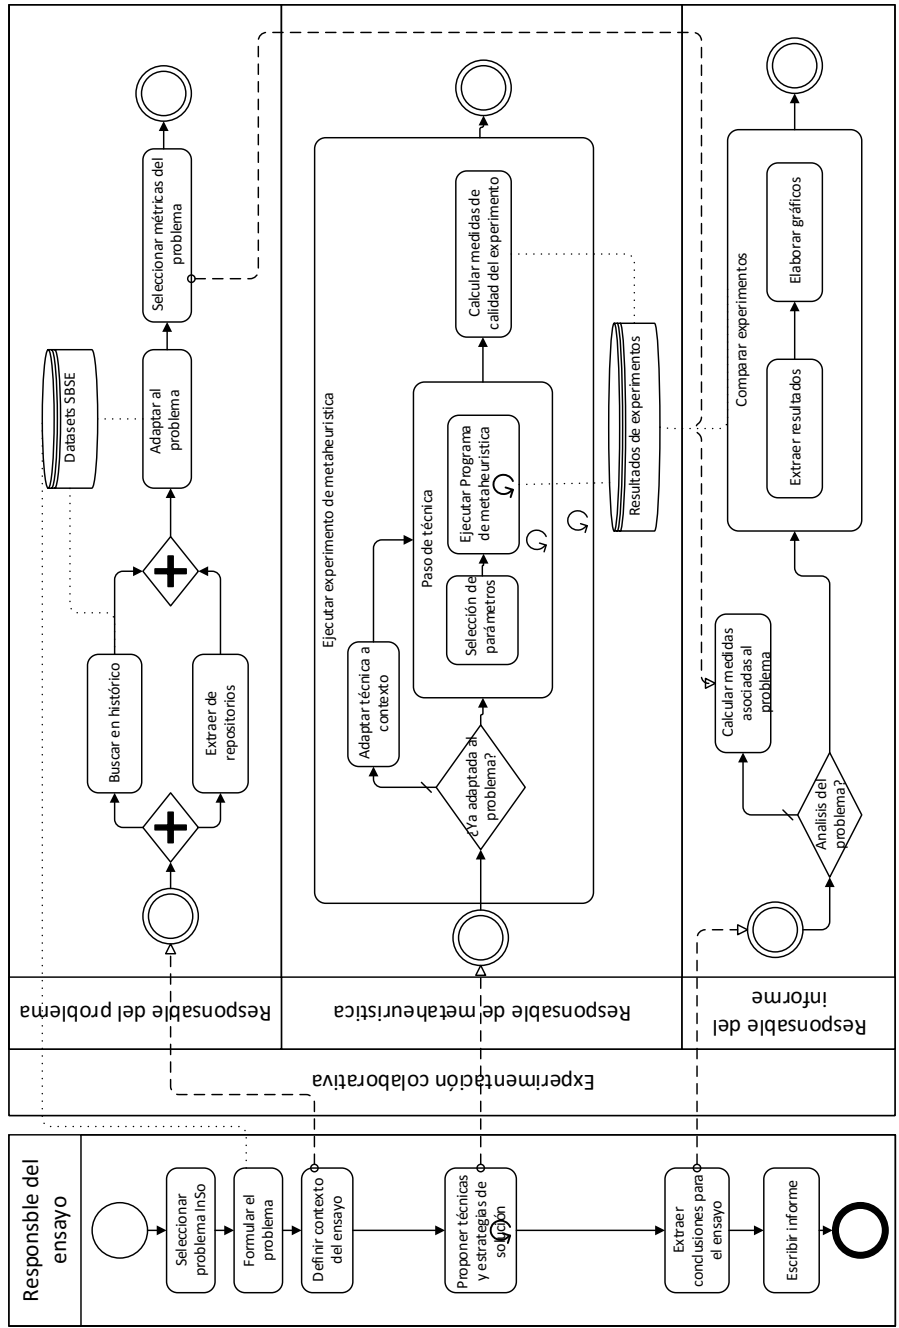 Responsble del
ensayo
Seleccionar
problema InSo
Formular el
problema
Definir contexto
del ensayo
Proponer técnicas
y estrategias de
solución
Extraer
conclusiones para
el ensayo
Escribir informe
Experimentación colaborativa
Responsable del problema
Buscar en histórico
Extraer de
repositorios
Datasets SBSE
Adaptar al
problema
Seleccionar métricas del
problema
Responsable de metaheuristica
Ejecutar experimento de metaheuristica
¿Ya adaptada al
problema?
Adaptar técnica a
contexto
Paso de técnica
Selección de
parámetros
Ejecutar Programa
de metaheuristica
Calcular medidas de
calidad del experimento
Resultados de experimentos
Responsable del
informe
Analisis del
problema?
Calcular medidas
asociadas al
problema
Comparar experimentos
Extraer resultados
Elaborar gráficos